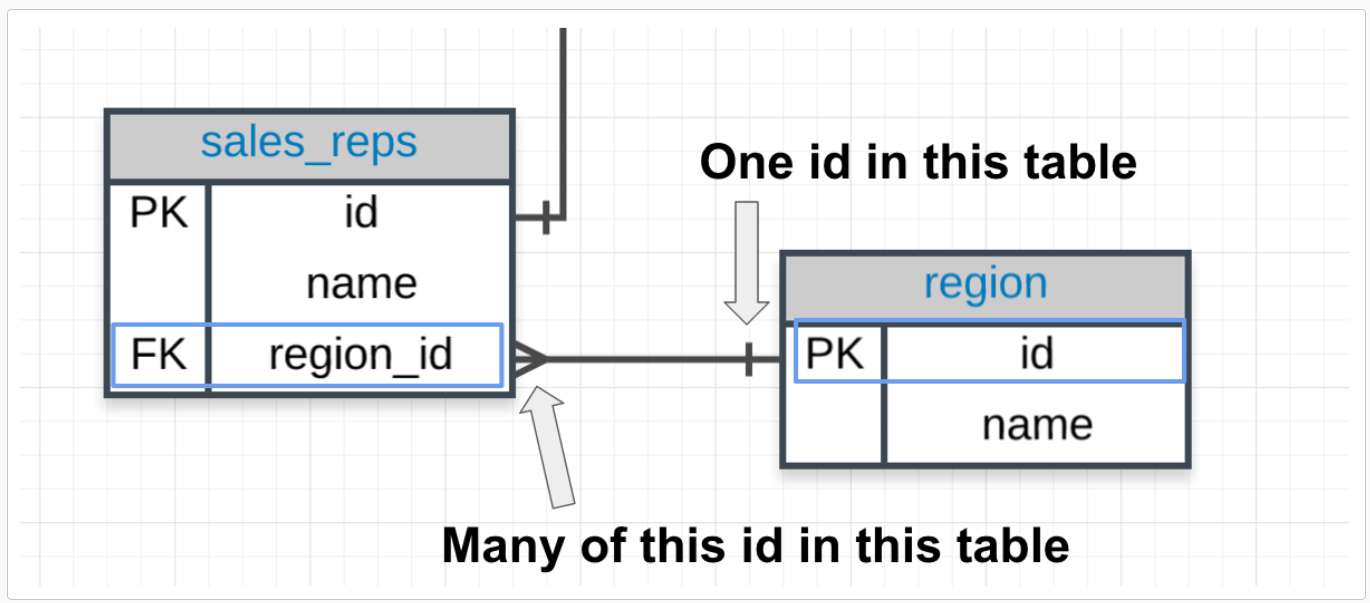 sales_reps
PK id
name
FK region_id
One id in this table
region
PK id
name
Many of this id in this table